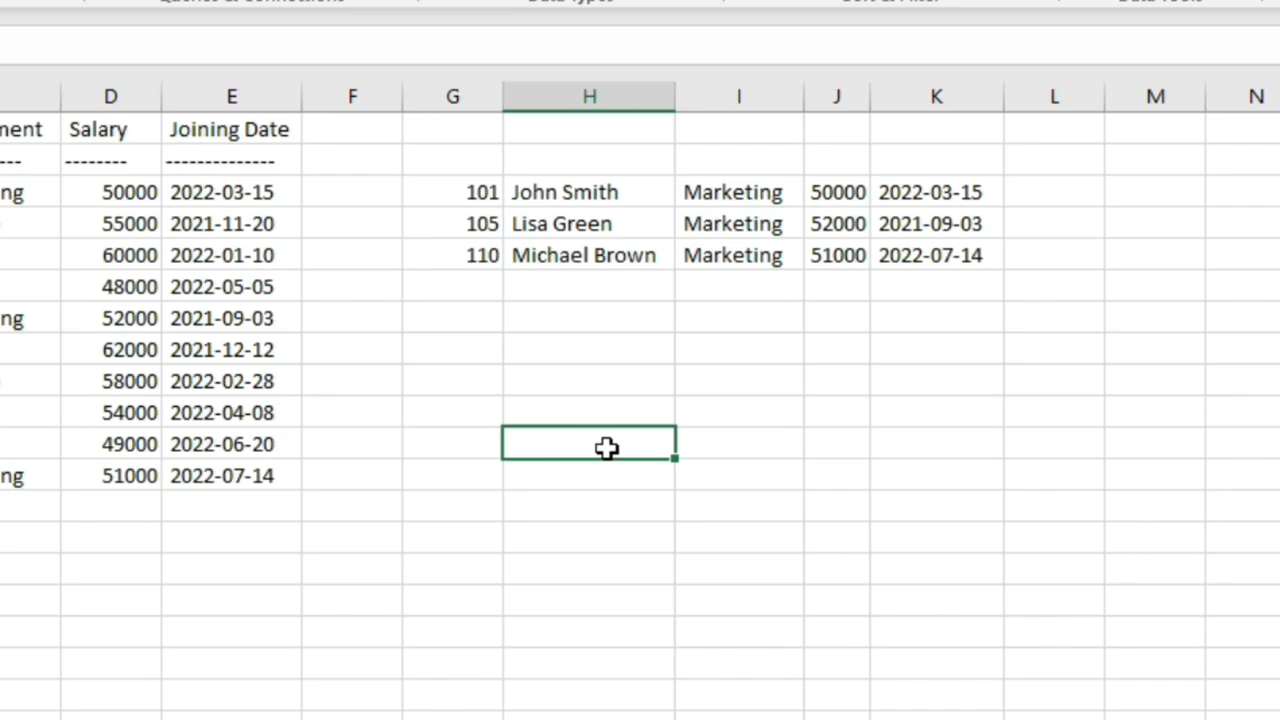 D E F G H I J K L M N
ment Salary Joining Date
--- -------- --------------
ng 50000 2022-03-15 101 John Smith Marketing 50000 2022-03-15
55000 2021-11-20 105 Lisa Green Marketing 52000 2021-09-03
60000 2022-01-10 110 Michael Brown Marketing 51000 2022-07-14
48000 2022-05-05
ng 52000 2021-09-03
62000 2021-12-12
58000 2022-02-28
54000 2022-04-08
49000 2022-06-20
ng 51000 2022-07-14